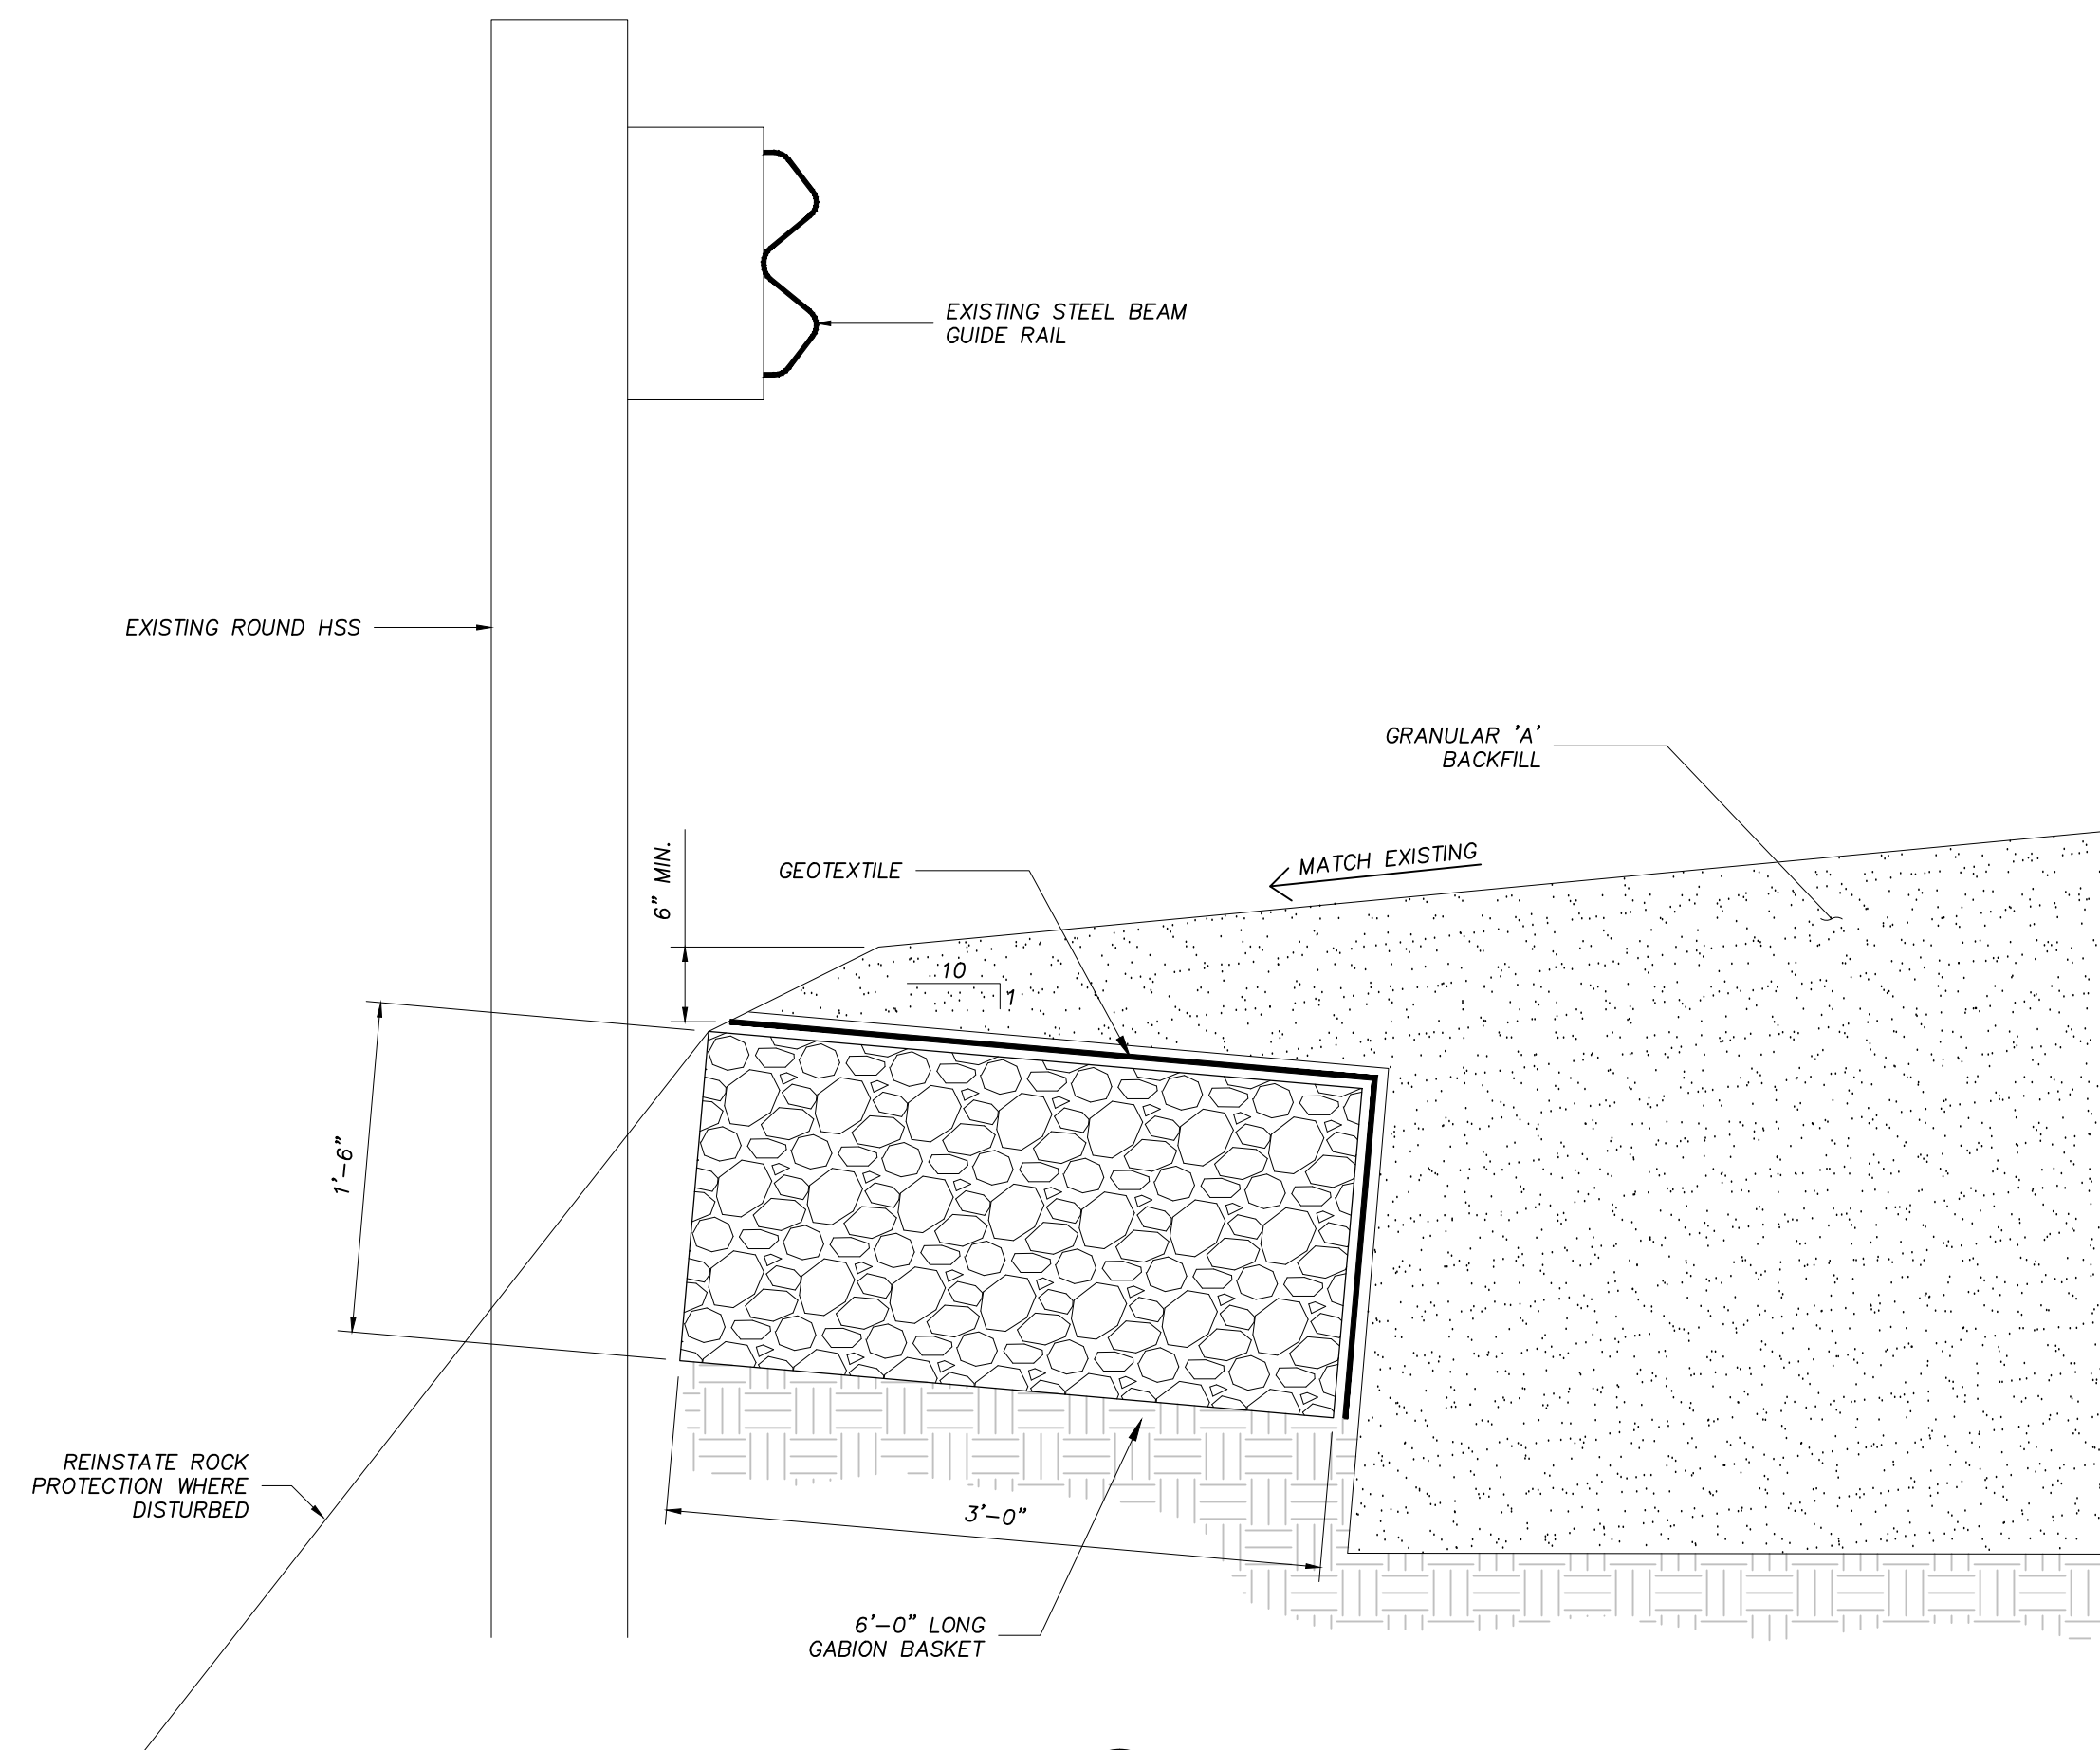 EXISTING STEEL BEAM
GUIDE RAIL
EXISTING ROUND HSS
GRANULAR 'A'
BACKFILL
MATCH EXISTING
6" MIN.
GEOTEXTILE
10
1
1'-6"
REINSTATE ROCK
PROTECTION WHERE
DISTURBED
3'-0"
6'-0" LONG
GABION BASKET